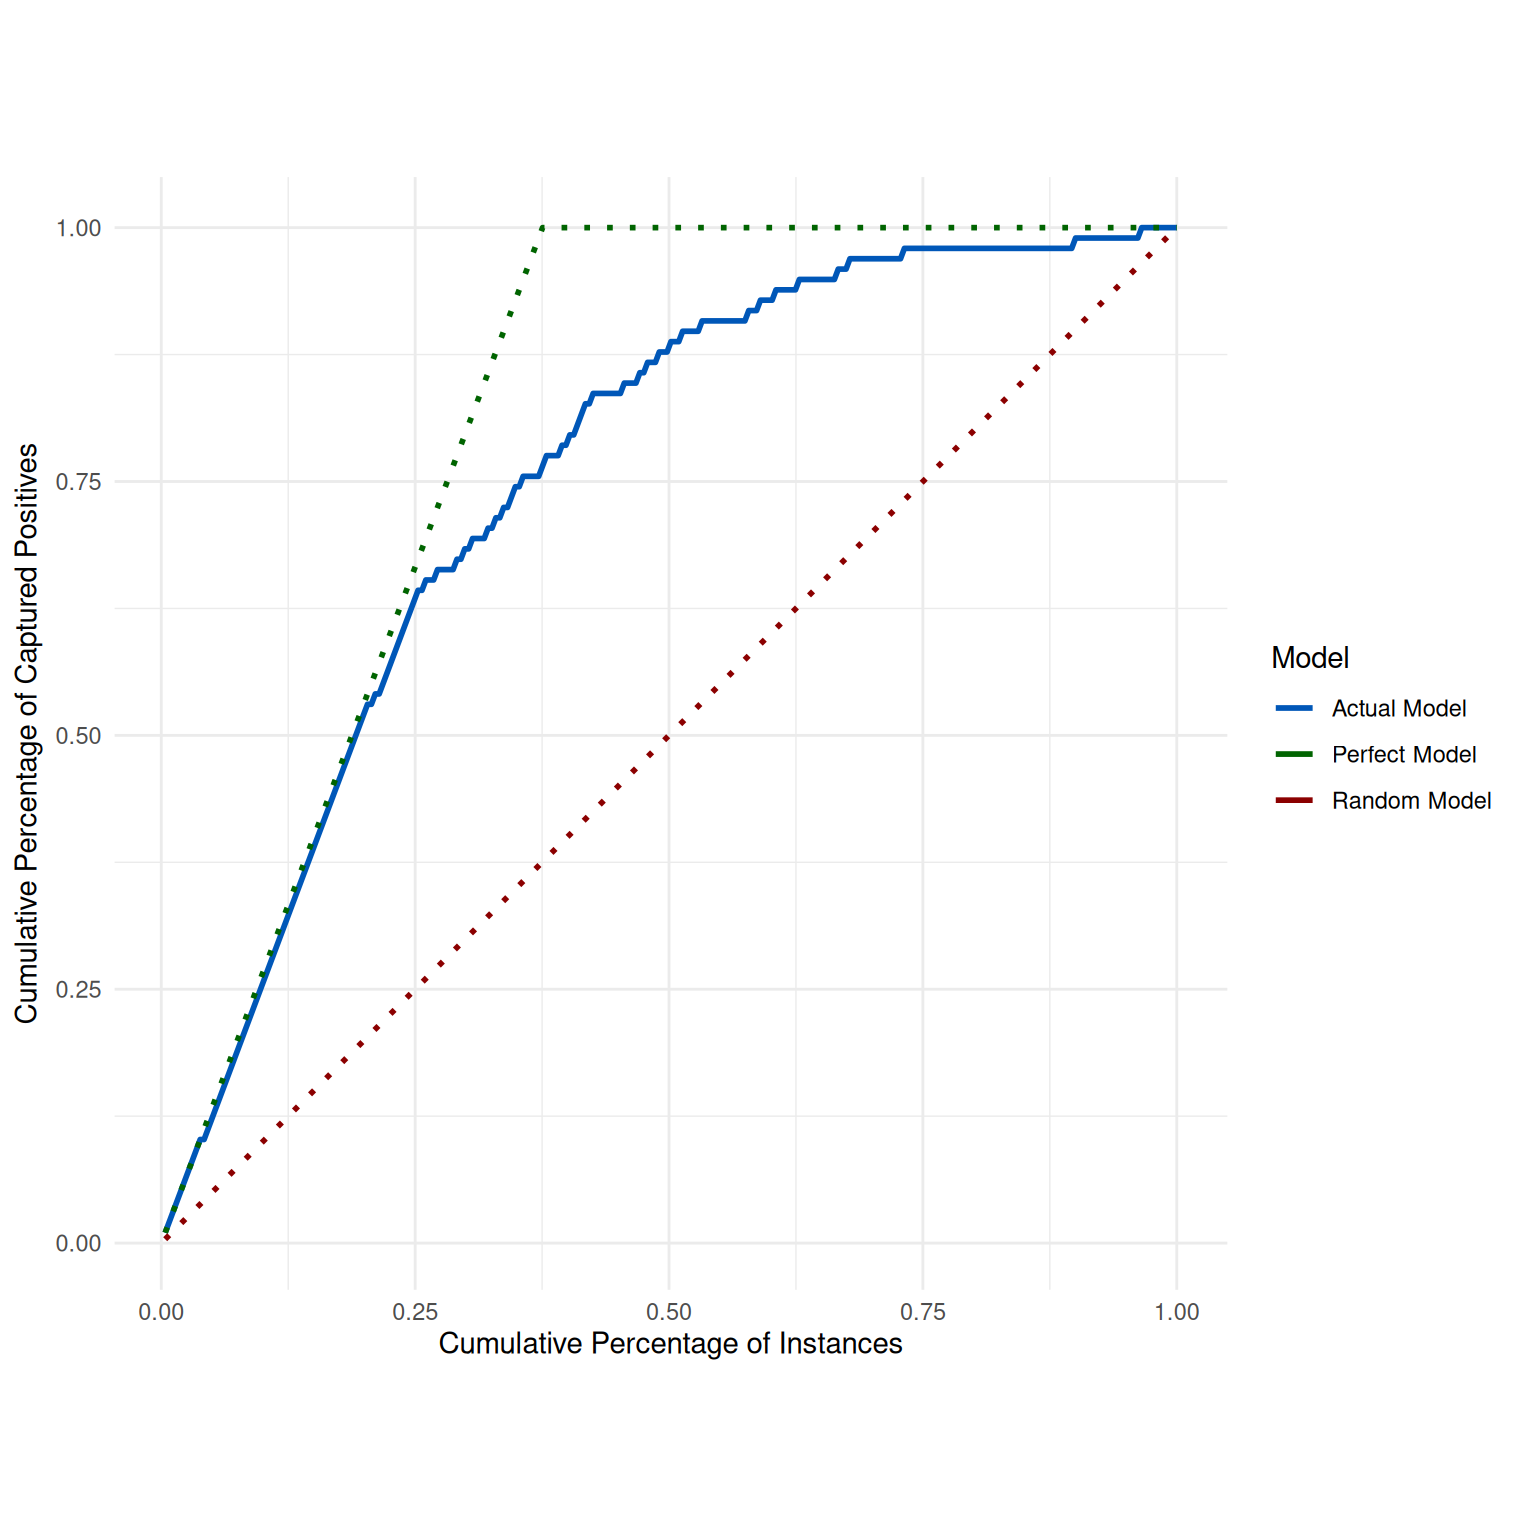 1.00
0.75
0.50
0.25
0.00
Cumulative Percentage of Captured Positives
0.00 0.25 0.50 0.75 1.00
Cumulative Percentage of Instances
Model
Actual Model
Perfect Model
Random Model